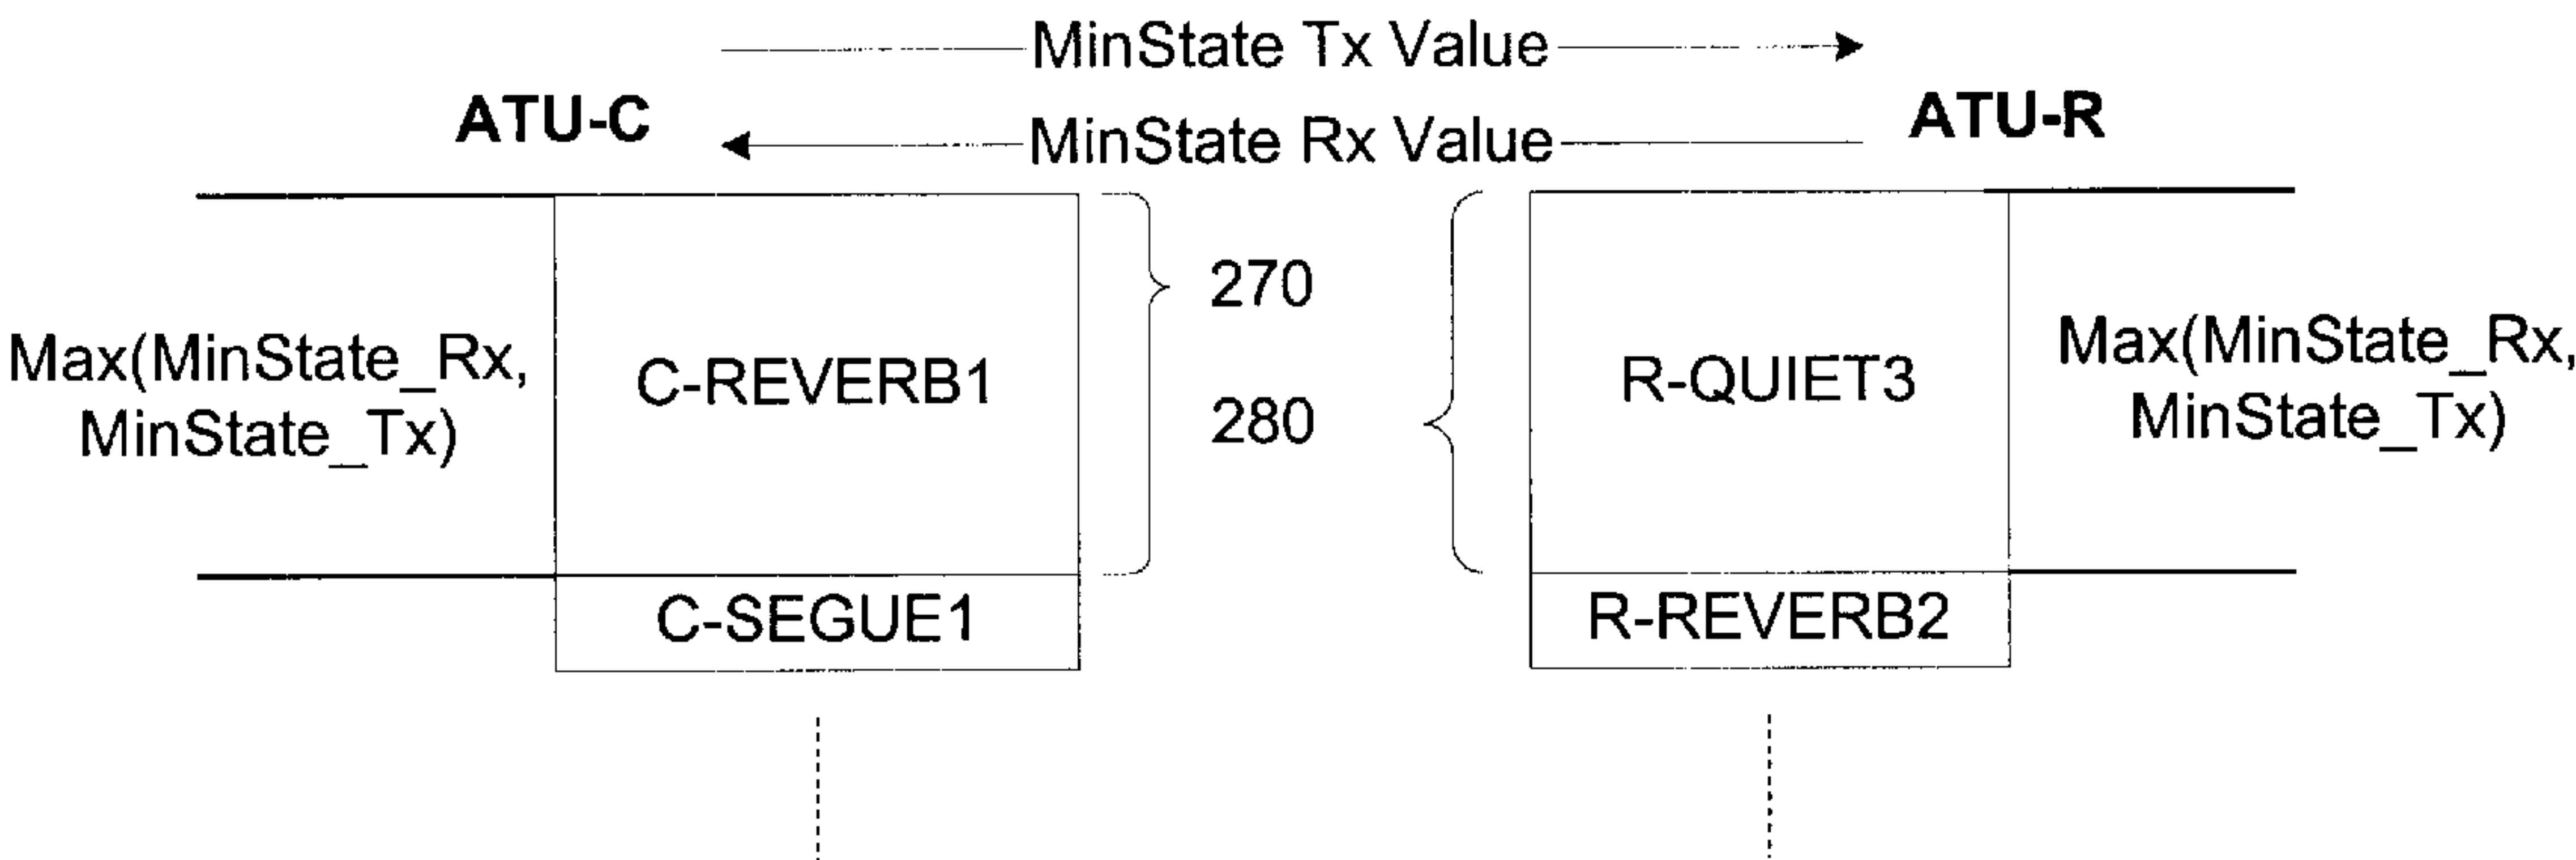 MinState Tx Value
ATU-C
ATU-R
MinState Rx Value
270
280
Max(MinState_Rx,
MinState_Tx)
C-REVERB1
R-QUIET3
Max(MinState_Rx,
MinState_Tx)
C-SEGUE1
R-REVERB2